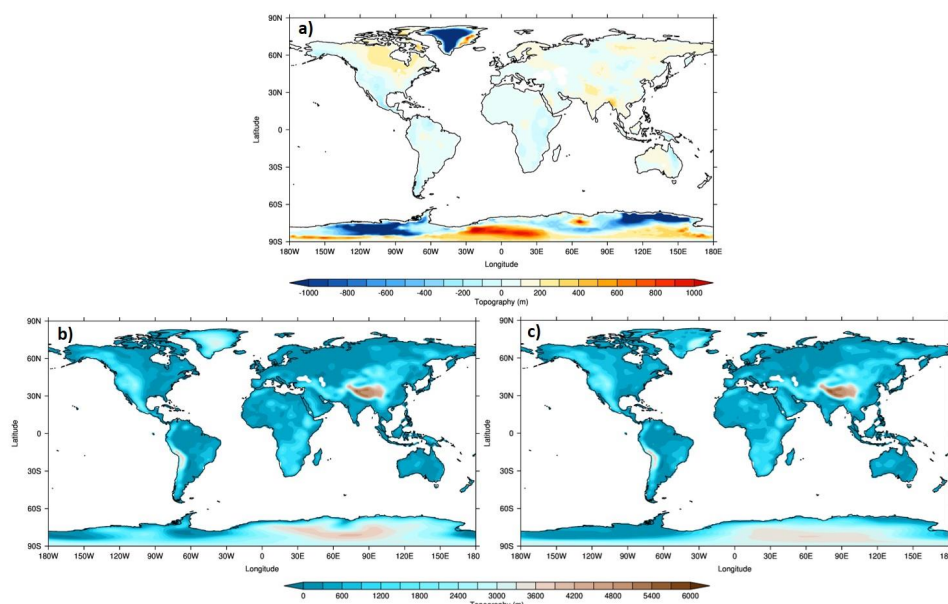 a)
90N
60N
30N
0
30S
60S
90S
Latitude
180W 150W 120W 90W 60W 30W 0 30E 60E 90E 120E 150E 180E
Longitude
-1000 -800 -600 -400 -200 0 200 400 600 800 1000
Topography (m)
b)
90N
60N
30N
0
30S
60S
90S
Latitude
180W 150W 120W 90W 60W 30W 0 30E 60E 90E 120E 150E 180
Longitude
c)
90N
60N
30N
0
30S
60S
90S
Latitude
180W 150W 120W 90W 60W 30W 0 30E 60E 90E 120E 150E 180
Longitude
0 600 1200 1800 2400 3000 3600 4200 4800 5400 6000
Topography (m)